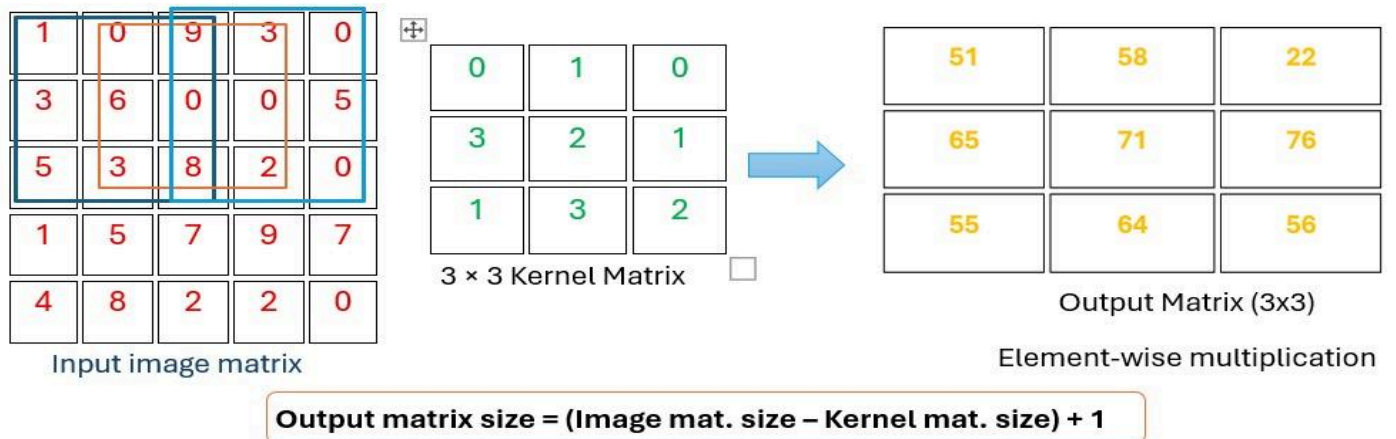 1 0 9 3 0
3 6 0 0 5
5 3 8 2 0
1 5 7 9 7
4 8 2 2 0
Input image matrix
0 1 0
3 2 1
1 3 2
3 × 3 Kernel Matrix
51 58 22
65 71 76
55 64 56
Output Matrix (3x3)
Element-wise multiplication
Output matrix size = (Image mat. size – Kernel mat. size) + 1